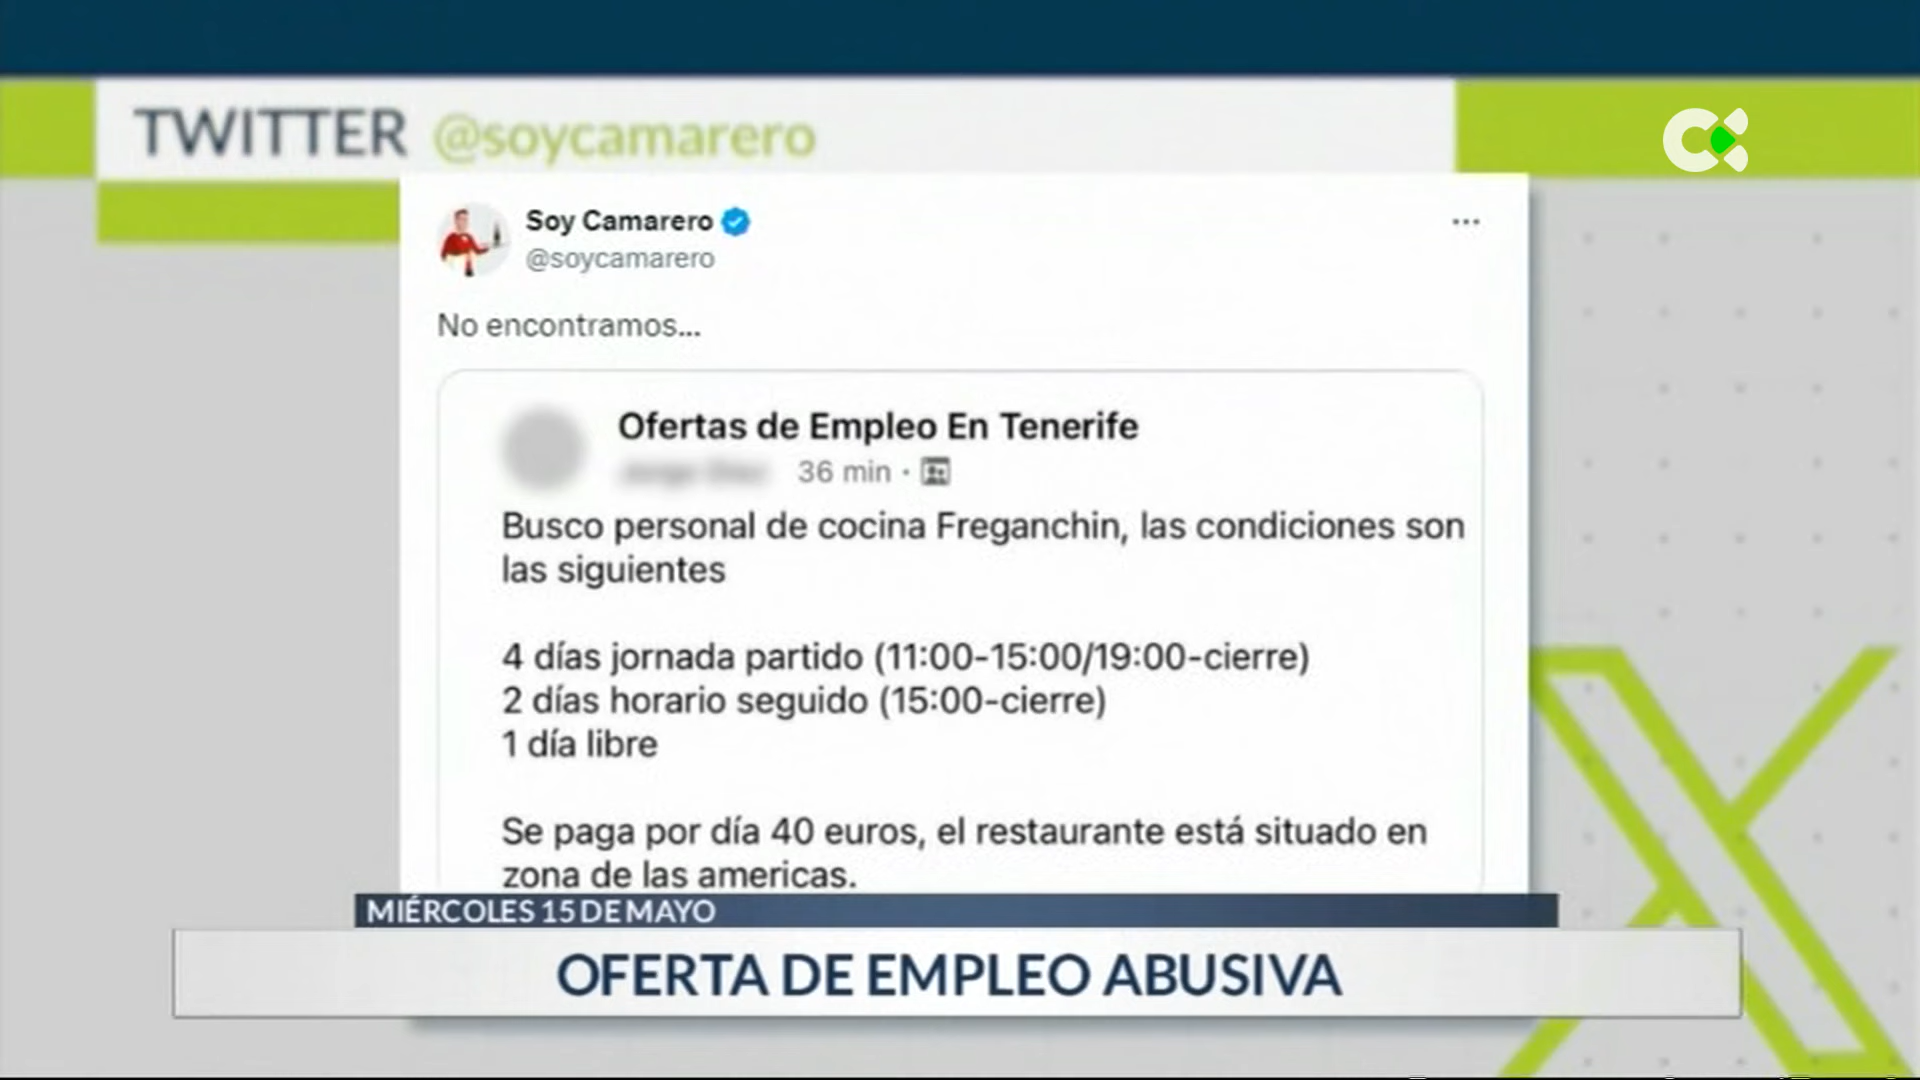 TWITTER @soycamarero
Soy Camarero
@soycamarero
No encontramos...
Ofertas de Empleo En Tenerife
36 min ·
Busco personal de cocina Freganchin, las condiciones son
las siguientes
4 días jornada partido (11:00-15:00/19:00-cierre)
2 días horario seguido (15:00-cierre)
1 día libre
Se paga por día 40 euros, el restaurante está situado en
zona de las americas.
MIÉRCOLES 15 DE MAYO
OFERTA DE EMPLEO ABUSIVA